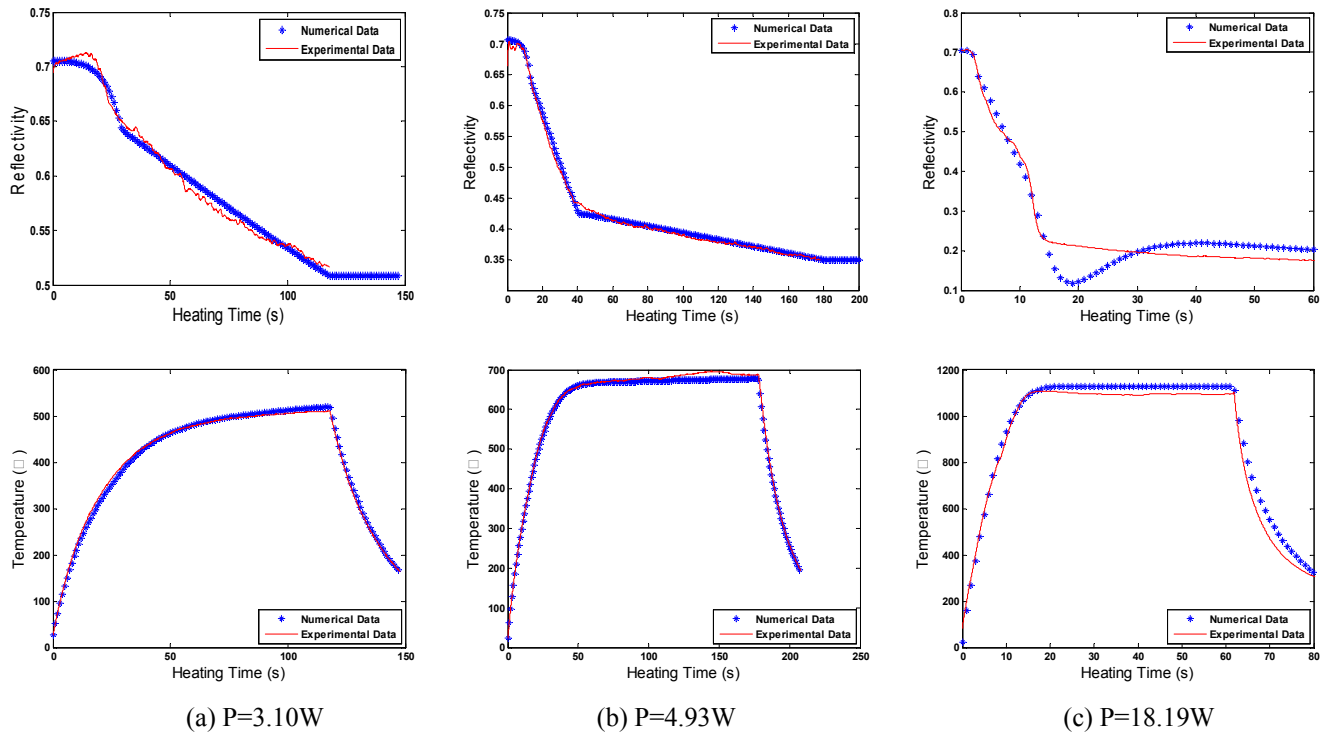 0.75
0.7
0.65
0.6
0.55
0.5
0 50 100 150
Reflectivity
Heating Time (s)
Numerical Data
Experimental Data
0.75
0.7
0.65
0.6
0.55
0.5
0.45
0.4
0.35
0 20 40 60 80 100 120 140 160 180 200
Reflectivity
Heating Time (s)
Numerical Data
Experimental Data
0.8
0.7
0.6
0.5
0.4
0.3
0.2
0.1
0 10 20 30 40 50 60
Reflectivity
Heating Time (s)
Numerical Data
Experimental Data
600
500
400
300
200
100
0
0 50 100 150
Temperature (□)
Heating Time (s)
Numerical Data
Experimental Data
700
600
500
400
300
200
100
0
0 50 100 150 200 250
Temperature (□)
Heating Time (s)
Numerical Data
Experimental Data
1200
1000
800
600
400
200
0
0 10 20 30 40 50 60 70 80
Temperature (□)
Heating Time (s)
Numerical Data
Experimental Data
(a) P=3.10W
(b) P=4.93W
(c) P=18.19W